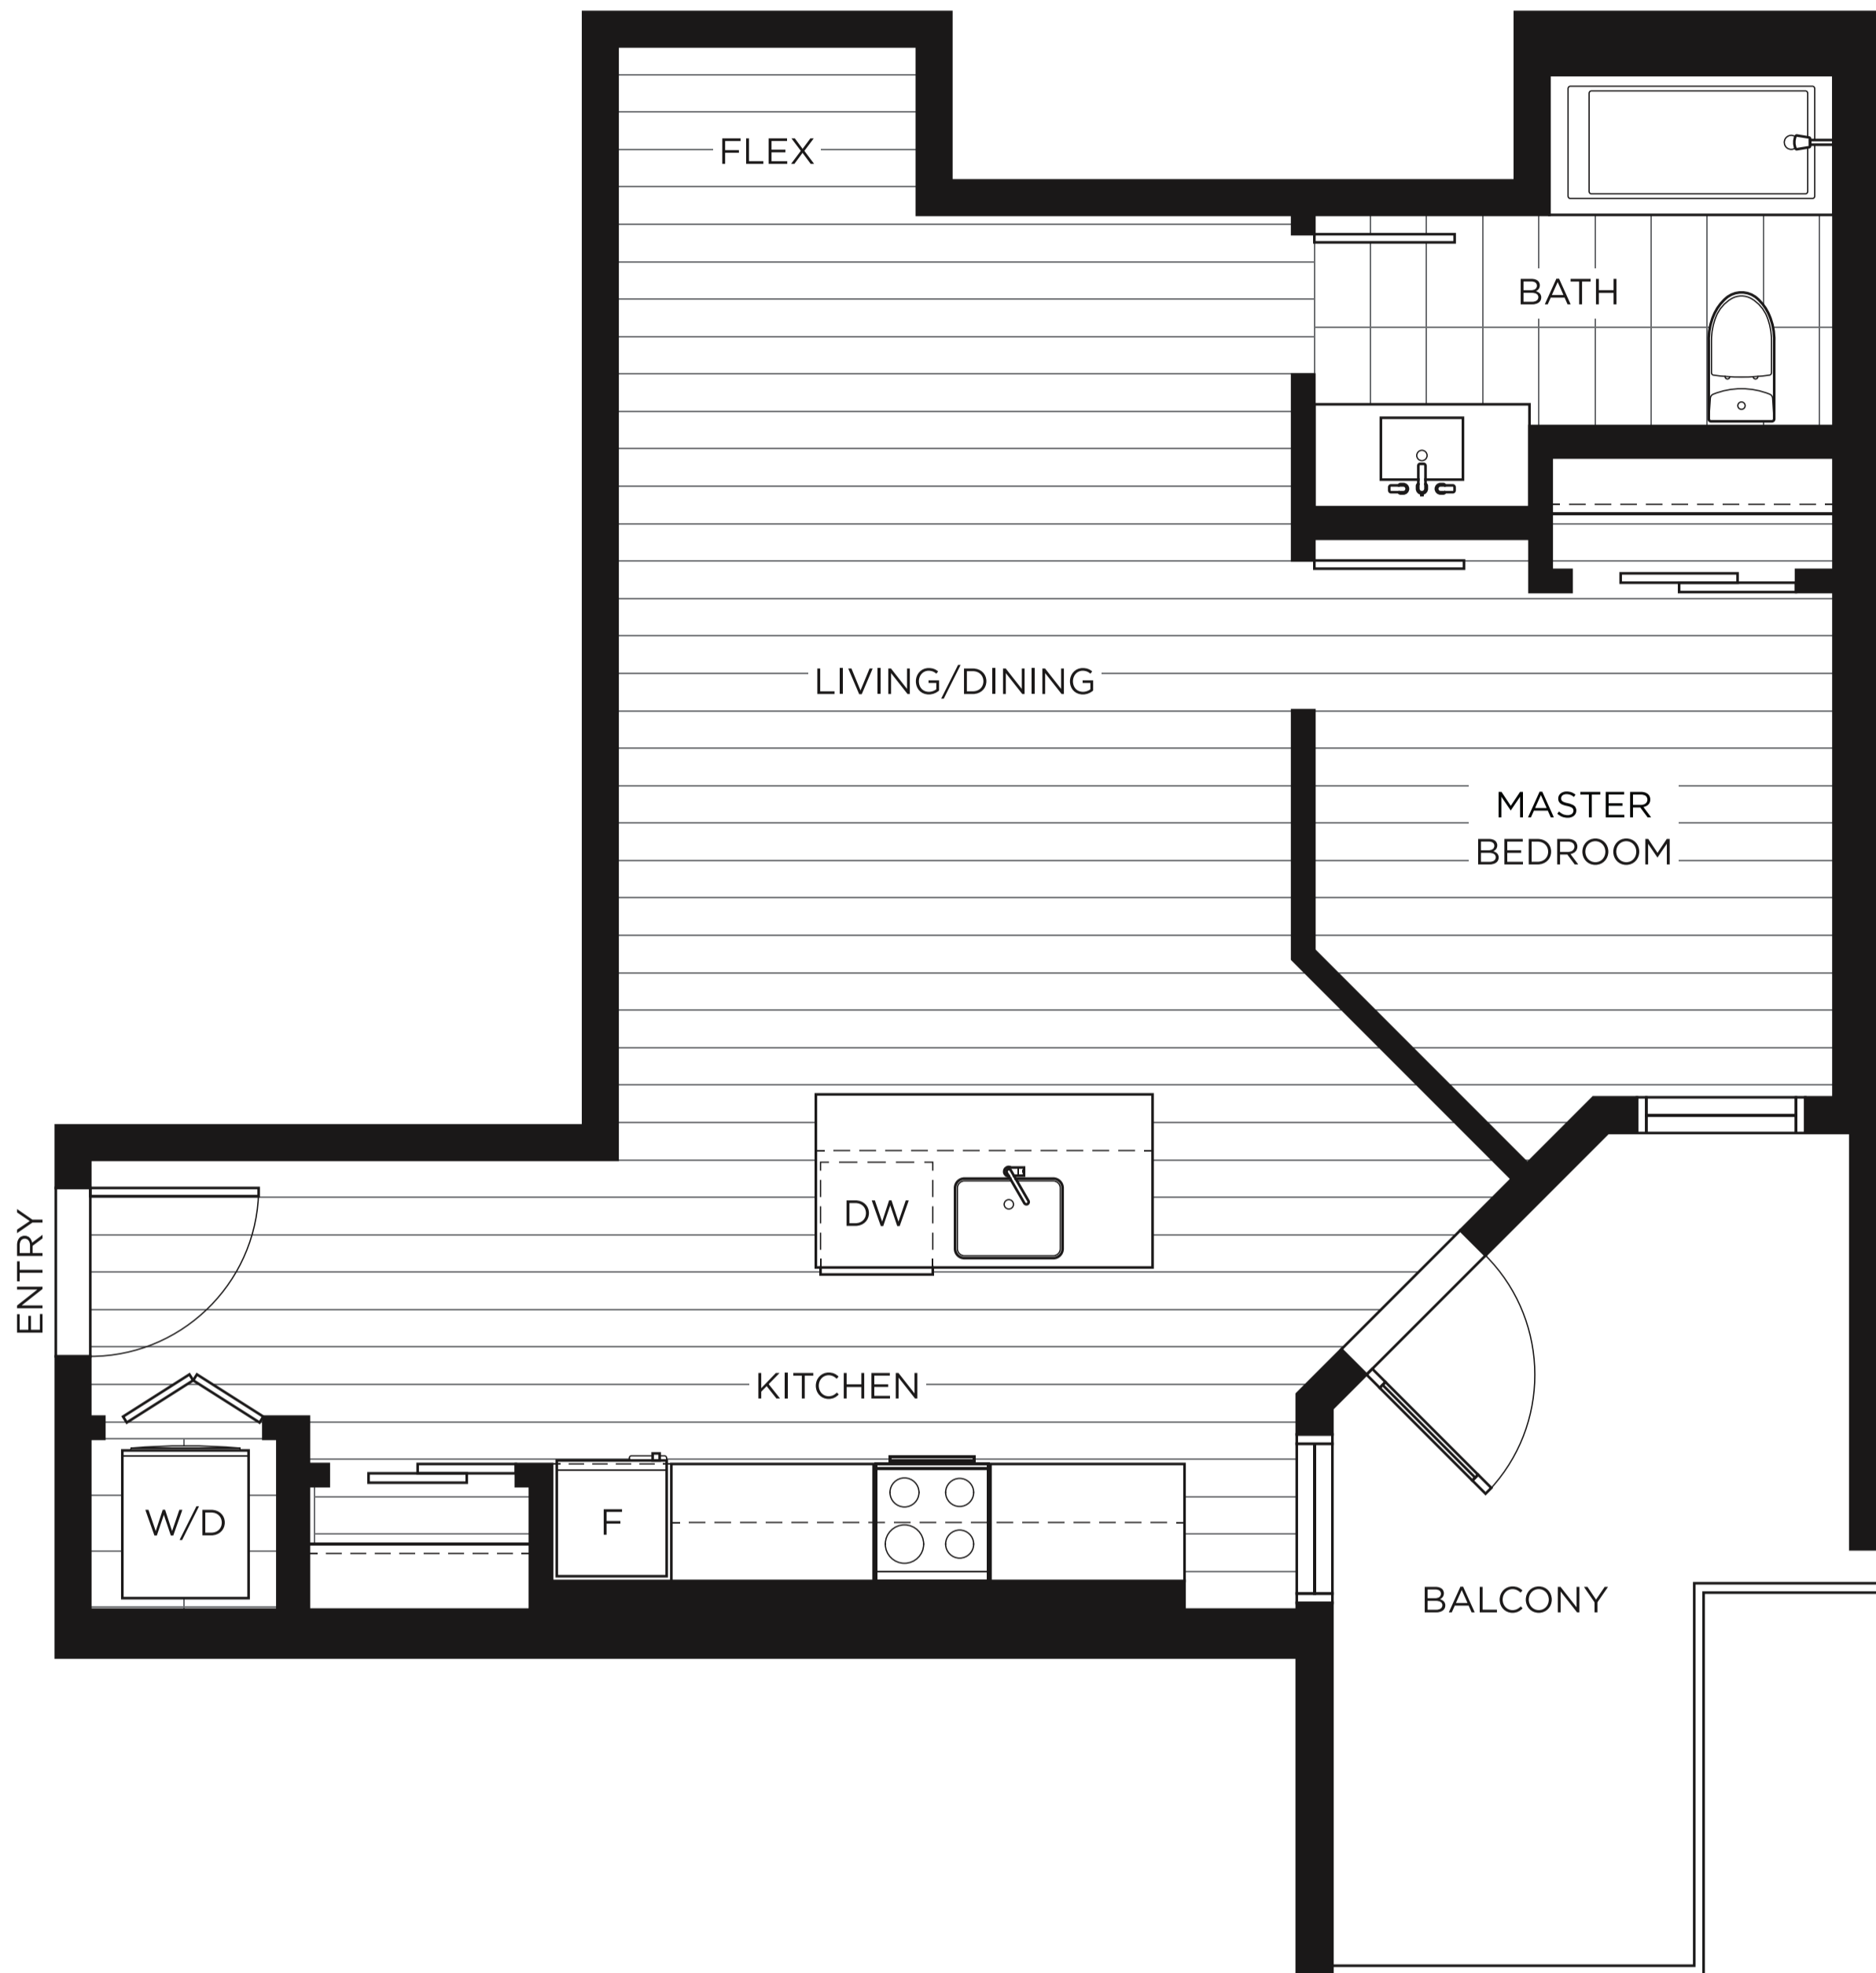 FLEX
BATH
LIVING/DINING
MASTER
BEDROOM
DW
ENTRY
KITCHEN
W/D
F
BALCONY